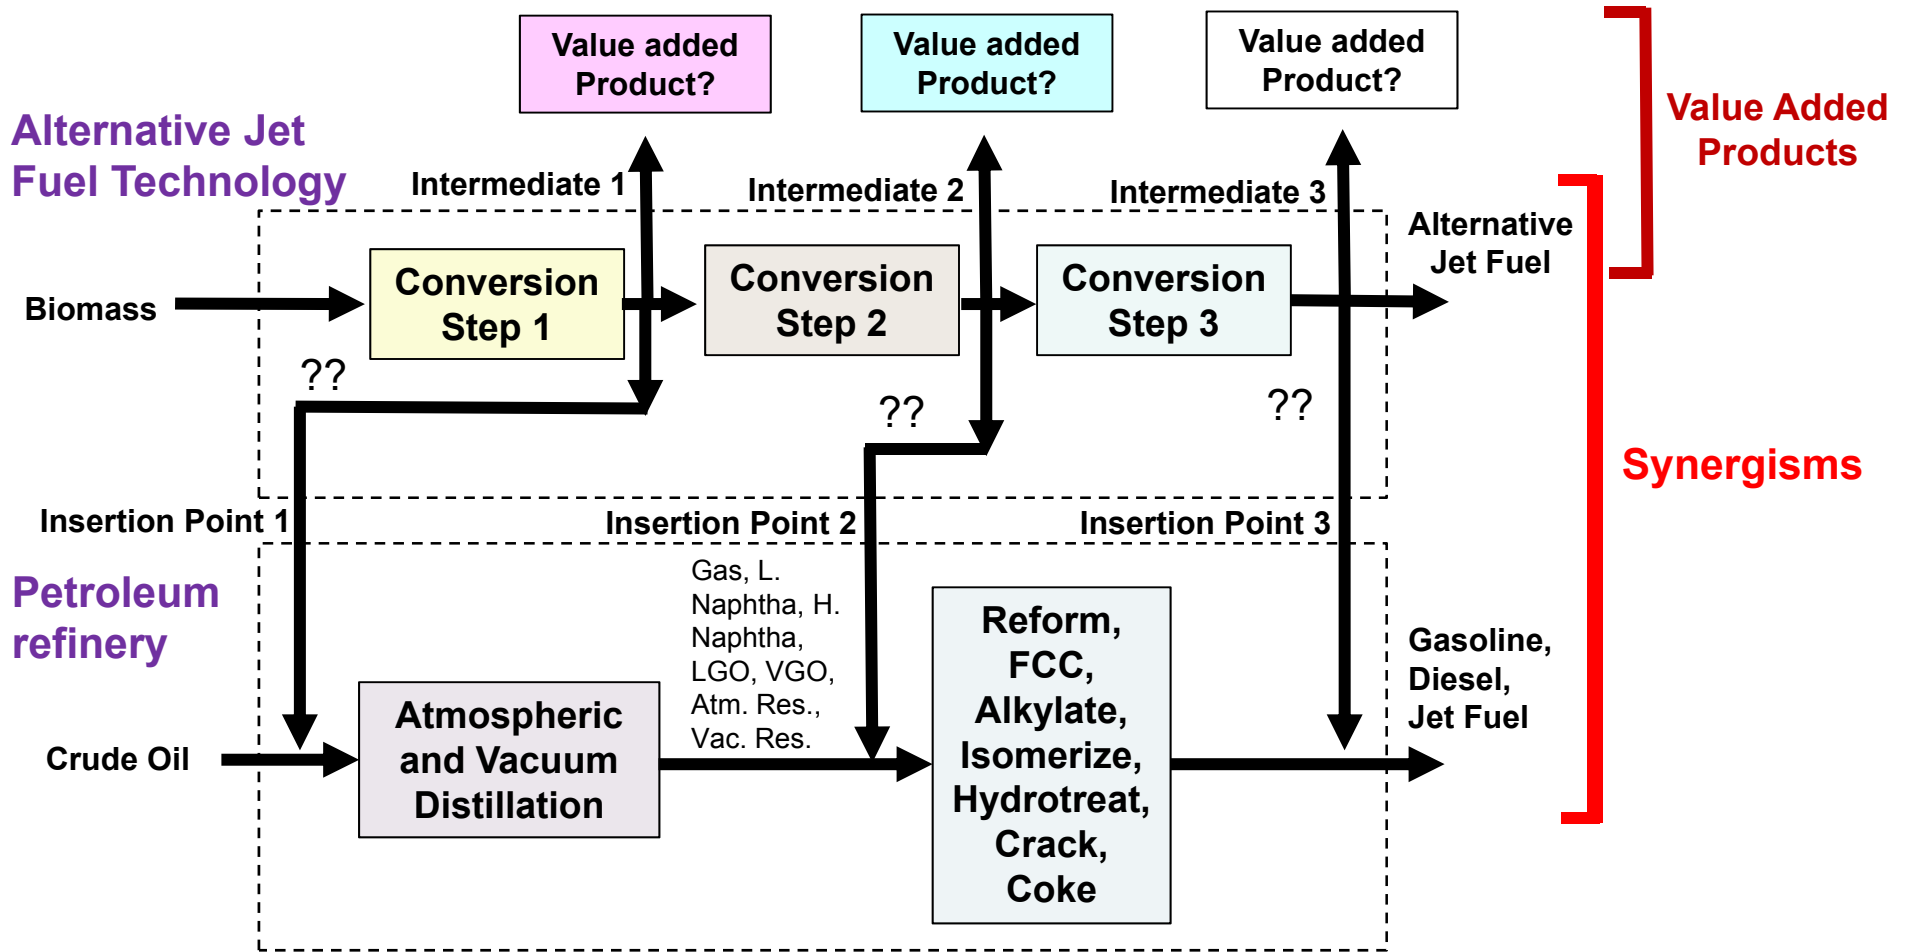 Value added
Product?
Value added
Product?
Value added
Product?
Value Added
Products
Alternative Jet
Fuel Technology
Intermediate 1
Intermediate 2
Intermediate 3
Alternative
Jet Fuel
Biomass
Conversion
Step 1
Conversion
Step 2
Conversion
Step 3
??
??
??
Synergisms
Insertion Point 1
Insertion Point 2
Insertion Point 3
Petroleum
refinery
Gas, L.
Naphtha, H.
Naphtha,
LGO, VGO,
Atm. Res.,
Vac. Res.
Reform,
FCC,
Alkylate,
Isomerize,
Hydrotreat,
Crack,
Coke
Gasoline,
Diesel,
Jet Fuel
Crude Oil
Atmospheric
and Vacuum
Distillation